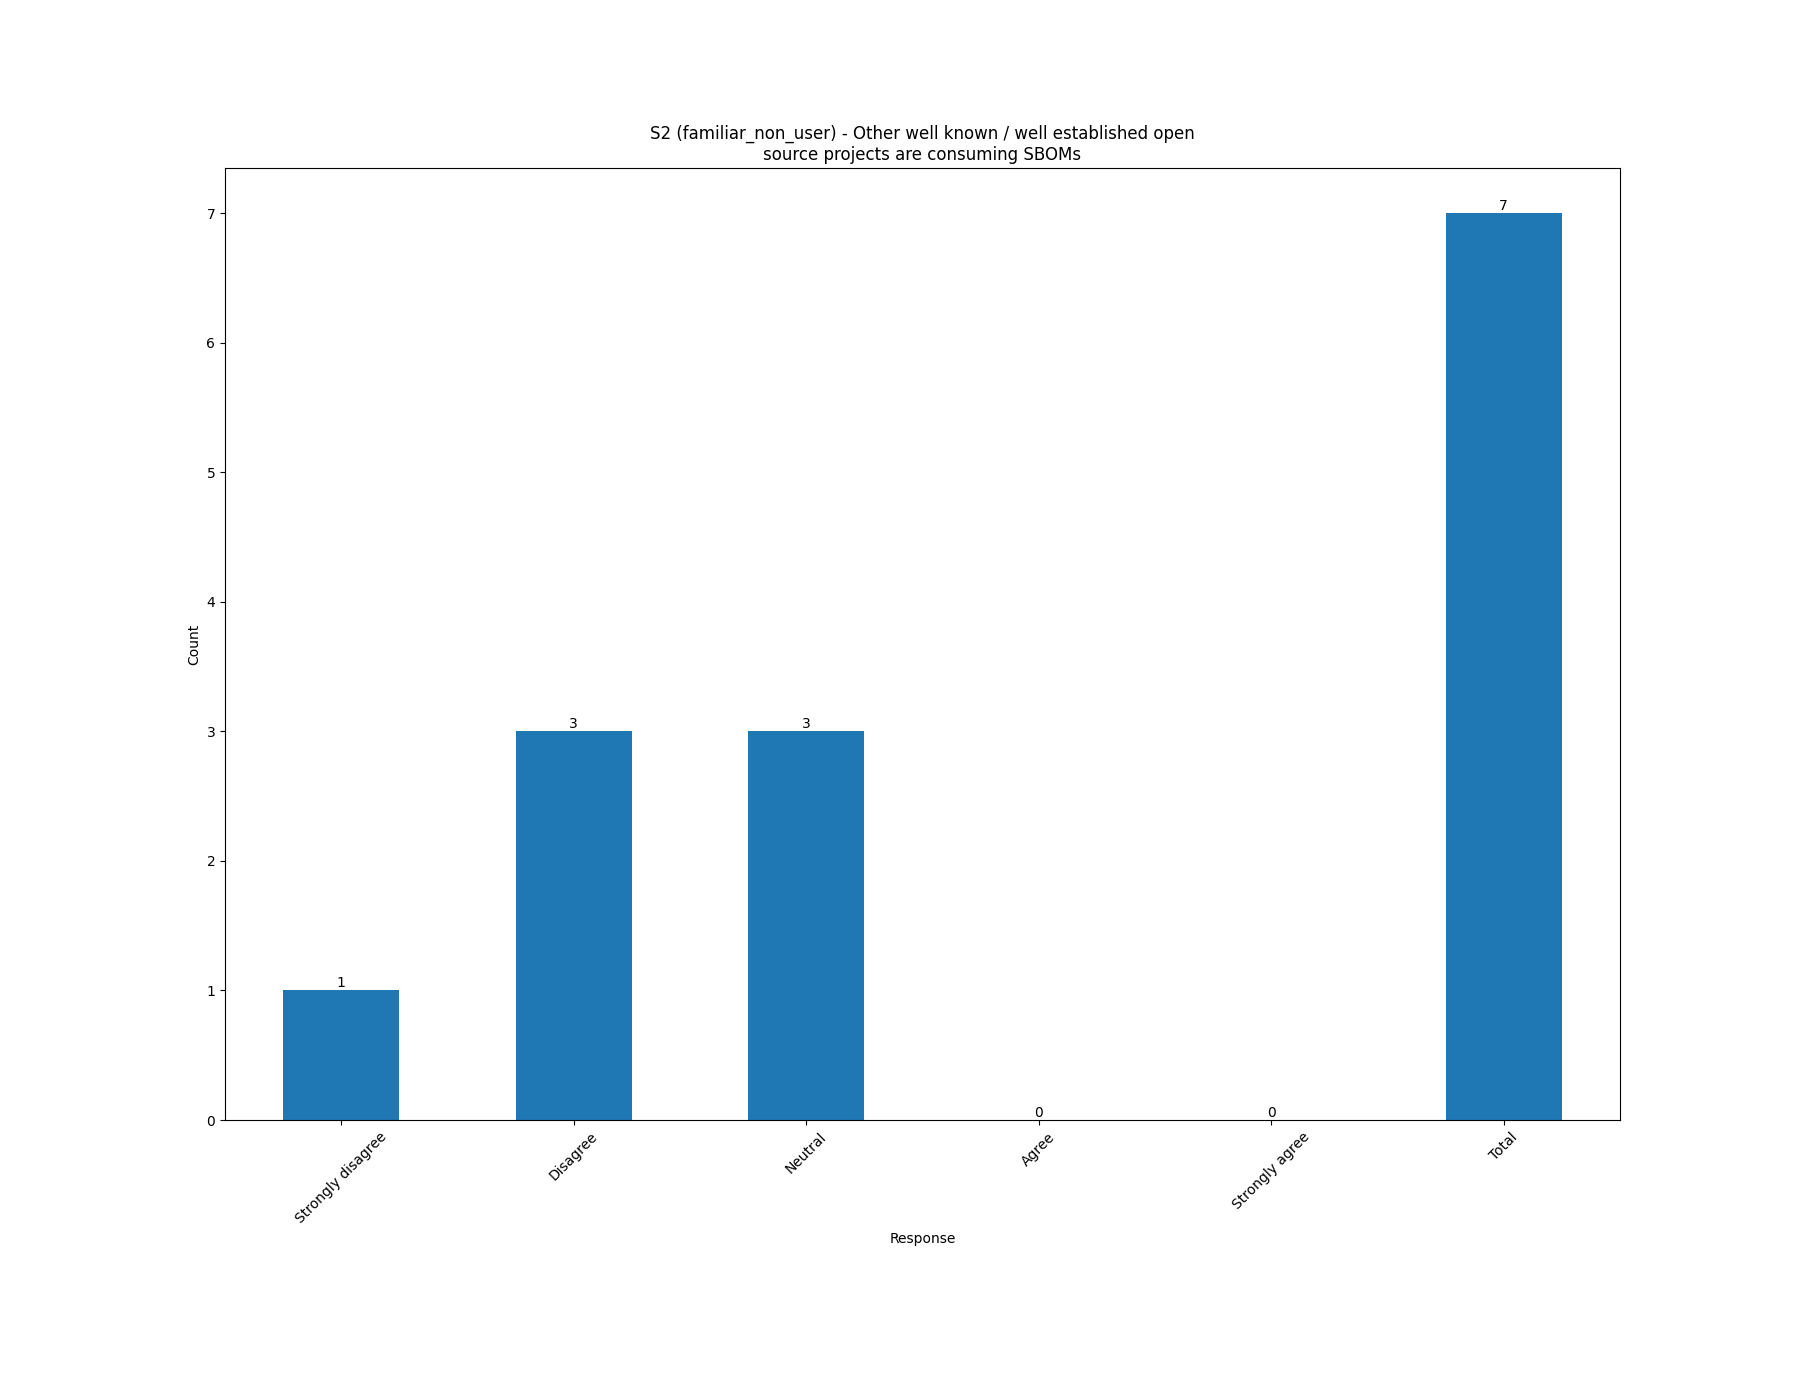 S2 (familiar_non_user) - Other well known / well established open
source projects are consuming SBOMs
Count
7
6
5
4
3
2
1
0
1
3
3
0
0
7
Strongly disagree
Disagree
Neutral
Agree
Strongly agree
Total
Response